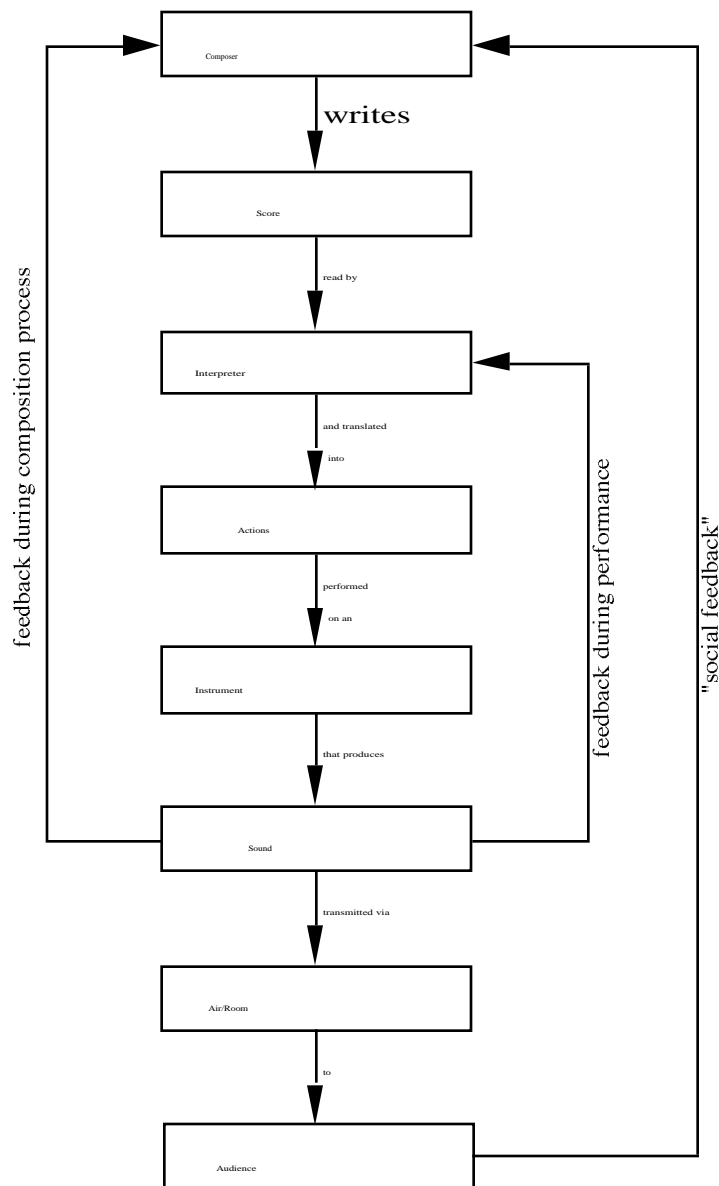 Composer
writes
Score
read by
Interpreter
and translated
into
Actions
performed
on an
Instrument
that produces
Sound
transmitted via
Air/Room
to
Audience
feedback during composition process
feedback during performance
"social feedback"